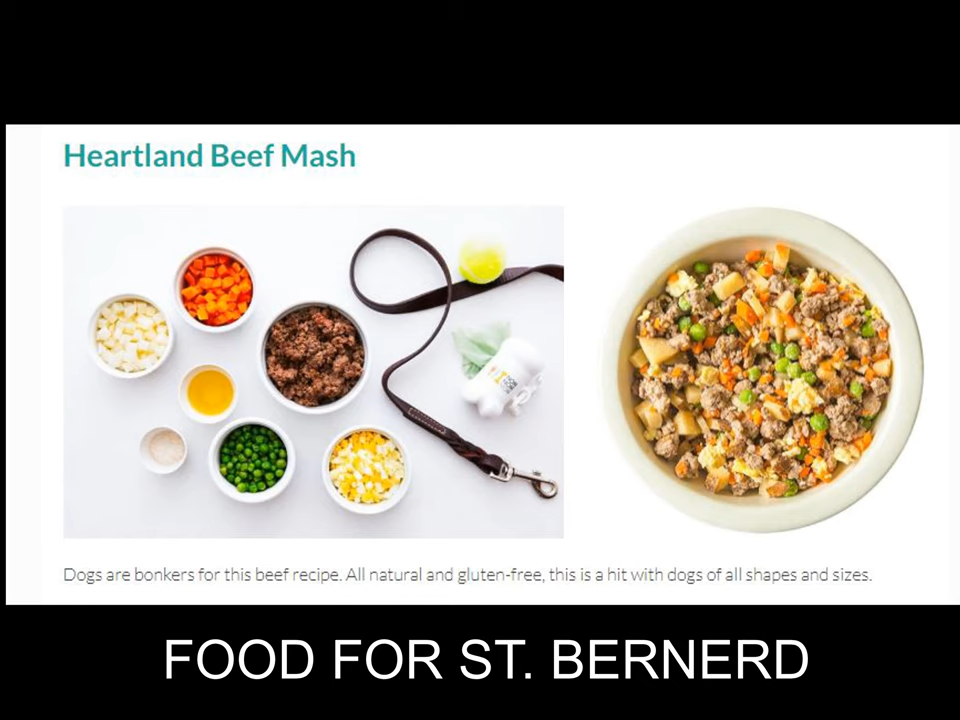 Heartland Beef Mash
Dogs are bonkers for this beef recipe. All natural and gluten-free, this is a hit with dogs of all shapes and sizes.
FOOD FOR ST. BERNERD